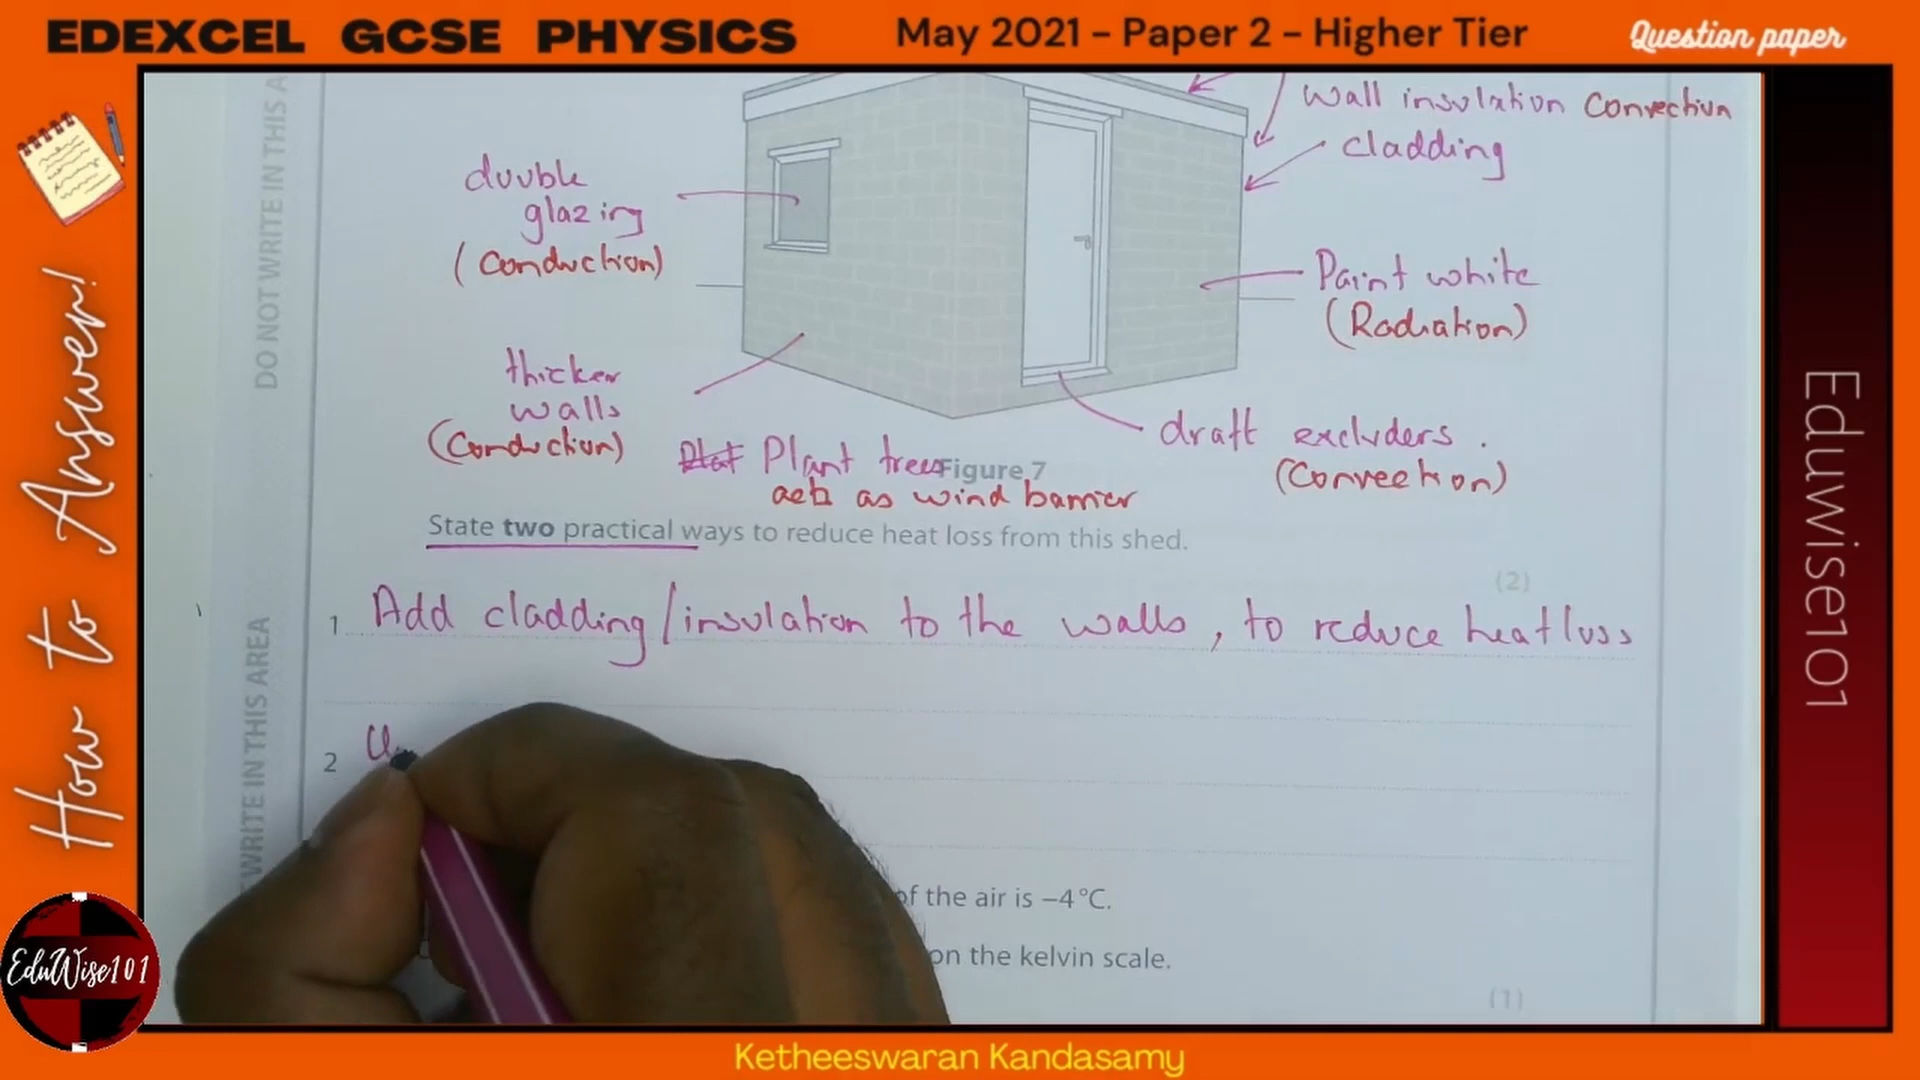 EDEXCEL GCSE PHYSICS
May 2021 – Paper 2 – Higher Tier
Question paper
How to Answer!
Eduwise101
DO NOT WRITE IN THIS A
WRITE IN THIS AREA
wall insulation convection
cladding
double
glazing
(Conduction)
Paint white
(Radiation)
thicker
walls
(Conduction)
Plant trees
acts as wind barrier
draft excluders.
(Convection)
Figure 7
State two practical ways to reduce heat loss from this shed.
(2)
1 Add cladding/insulation to the walls, to reduce heat loss
2 U
of the air is −4°C.
on the kelvin scale.
(1)
EduWise101
Ketheeswaran Kandasamy